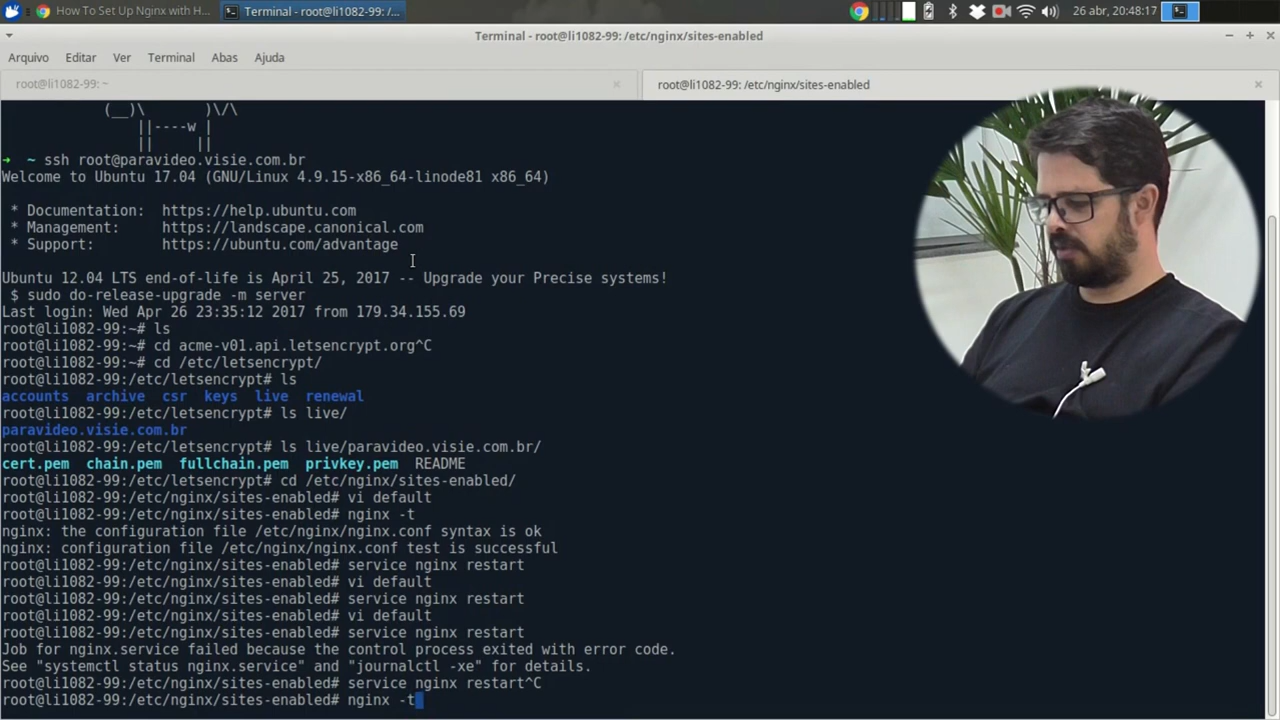 How To Set Up Nginx with H...
Terminal - root@li1082-99: /...
26 abr, 20:48:17
Terminal - root@li1082-99: /etc/nginx/sites-enabled
Arquivo Editar Ver Terminal Abas Ajuda
root@li1082-99: ~
root@li1082-99: /etc/nginx/sites-enabled
(__)\ )\/\
||----w |
|| ||
➜ ~ ssh root@paravideo.visie.com.br
Welcome to Ubuntu 17.04 (GNU/Linux 4.9.15-x86_64-linode81 x86_64)
* Documentation: https://help.ubuntu.com
* Management: https://landscape.canonical.com
* Support: https://ubuntu.com/advantage
Ubuntu 12.04 LTS end-of-life is April 25, 2017 -- Upgrade your Precise systems!
$ sudo do-release-upgrade -m server
Last login: Wed Apr 26 23:35:12 2017 from 179.34.155.69
root@li1082-99:~# ls
root@li1082-99:~# cd acme-v01.api.letsencrypt.org^C
root@li1082-99:~# cd /etc/letsencrypt/
root@li1082-99:/etc/letsencrypt# ls
accounts archive csr keys live renewal
root@li1082-99:/etc/letsencrypt# ls live/
paravideo.visie.com.br
root@li1082-99:/etc/letsencrypt# ls live/paravideo.visie.com.br/
cert.pem chain.pem fullchain.pem privkey.pem README
root@li1082-99:/etc/letsencrypt# cd /etc/nginx/sites-enabled/
root@li1082-99:/etc/nginx/sites-enabled# vi default
root@li1082-99:/etc/nginx/sites-enabled# nginx -t
nginx: the configuration file /etc/nginx/nginx.conf syntax is ok
nginx: configuration file /etc/nginx/nginx.conf test is successful
root@li1082-99:/etc/nginx/sites-enabled# service nginx restart
root@li1082-99:/etc/nginx/sites-enabled# vi default
root@li1082-99:/etc/nginx/sites-enabled# service nginx restart
root@li1082-99:/etc/nginx/sites-enabled# vi default
root@li1082-99:/etc/nginx/sites-enabled# service nginx restart
Job for nginx.service failed because the control process exited with error code.
See "systemctl status nginx.service" and "journalctl -xe" for details.
root@li1082-99:/etc/nginx/sites-enabled# service nginx restart^C
root@li1082-99:/etc/nginx/sites-enabled# nginx -t